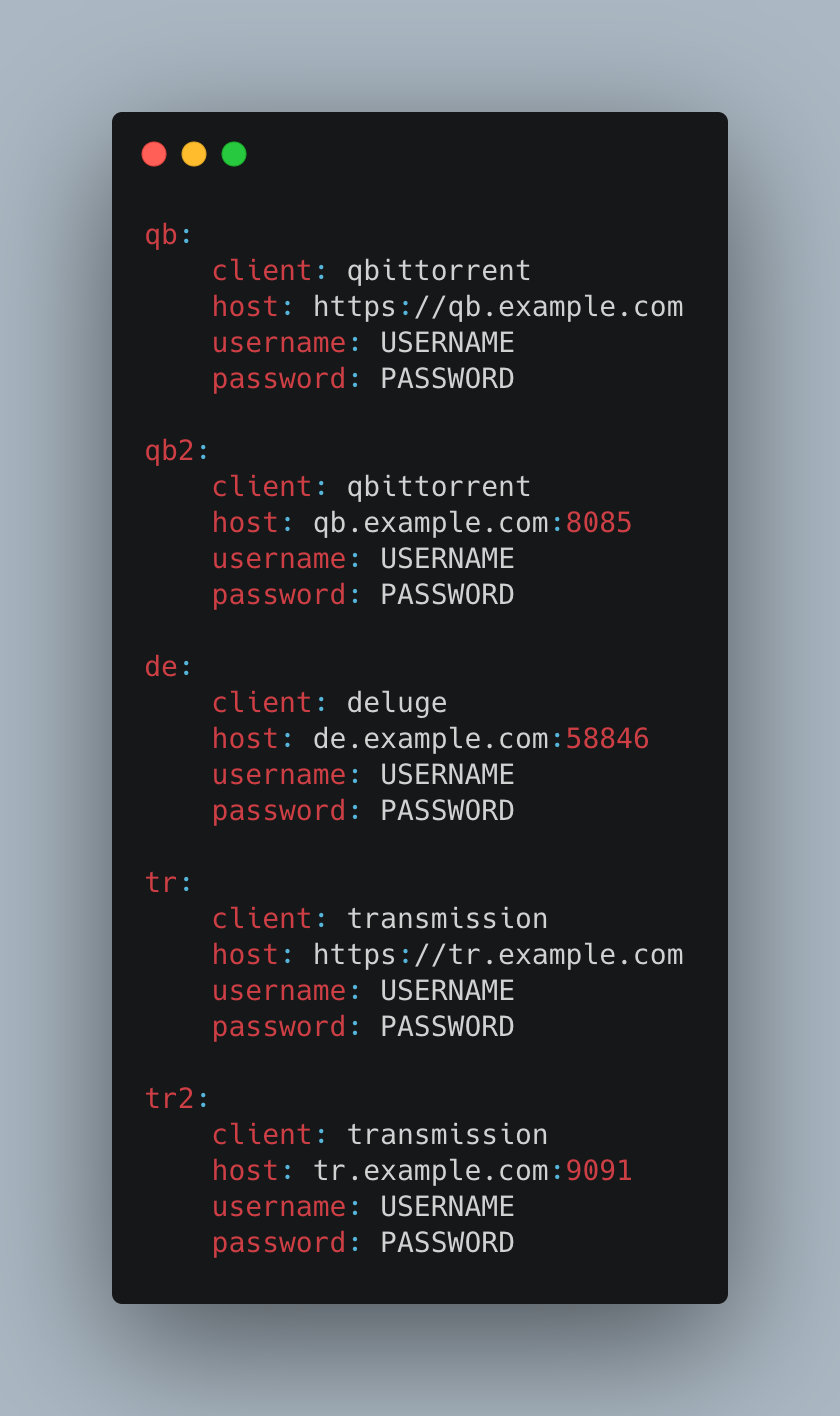 qb:
    client: qbittorrent
    host: https://qb.example.com
    username: USERNAME
    password: PASSWORD

qb2:
    client: qbittorrent
    host: qb.example.com:8085
    username: USERNAME
    password: PASSWORD

de:
    client: deluge
    host: de.example.com:58846
    username: USERNAME
    password: PASSWORD

tr:
    client: transmission
    host: https://tr.example.com
    username: USERNAME
    password: PASSWORD

tr2:
    client: transmission
    host: tr.example.com:9091
    username: USERNAME
    password: PASSWORD